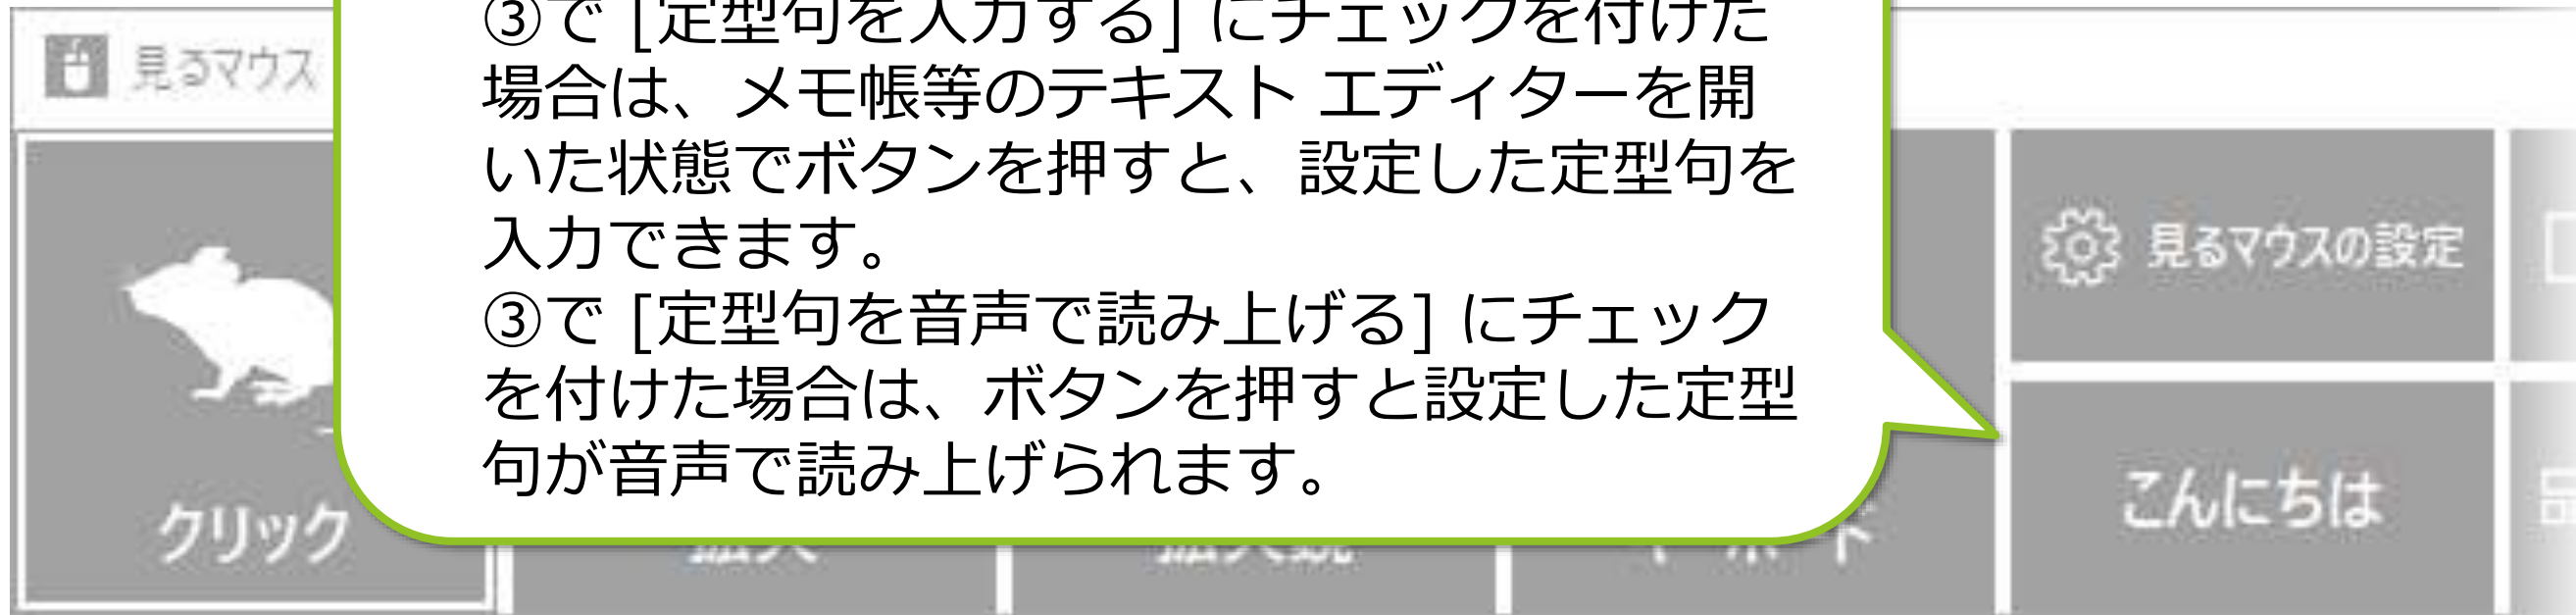 ③で [定型句を入力する] にチェックを付けた
場合は、メモ帳等のテキスト エディターを開
いた状態でボタンを押すと、設定した定型句を
入力できます。
③で [定型句を音声で読み上げる] にチェック
を付けた場合は、ボタンを押すと設定した定型
句が音声で読み上げられます。
見るマウス
見るマウスの設定
こんにちは
クリック